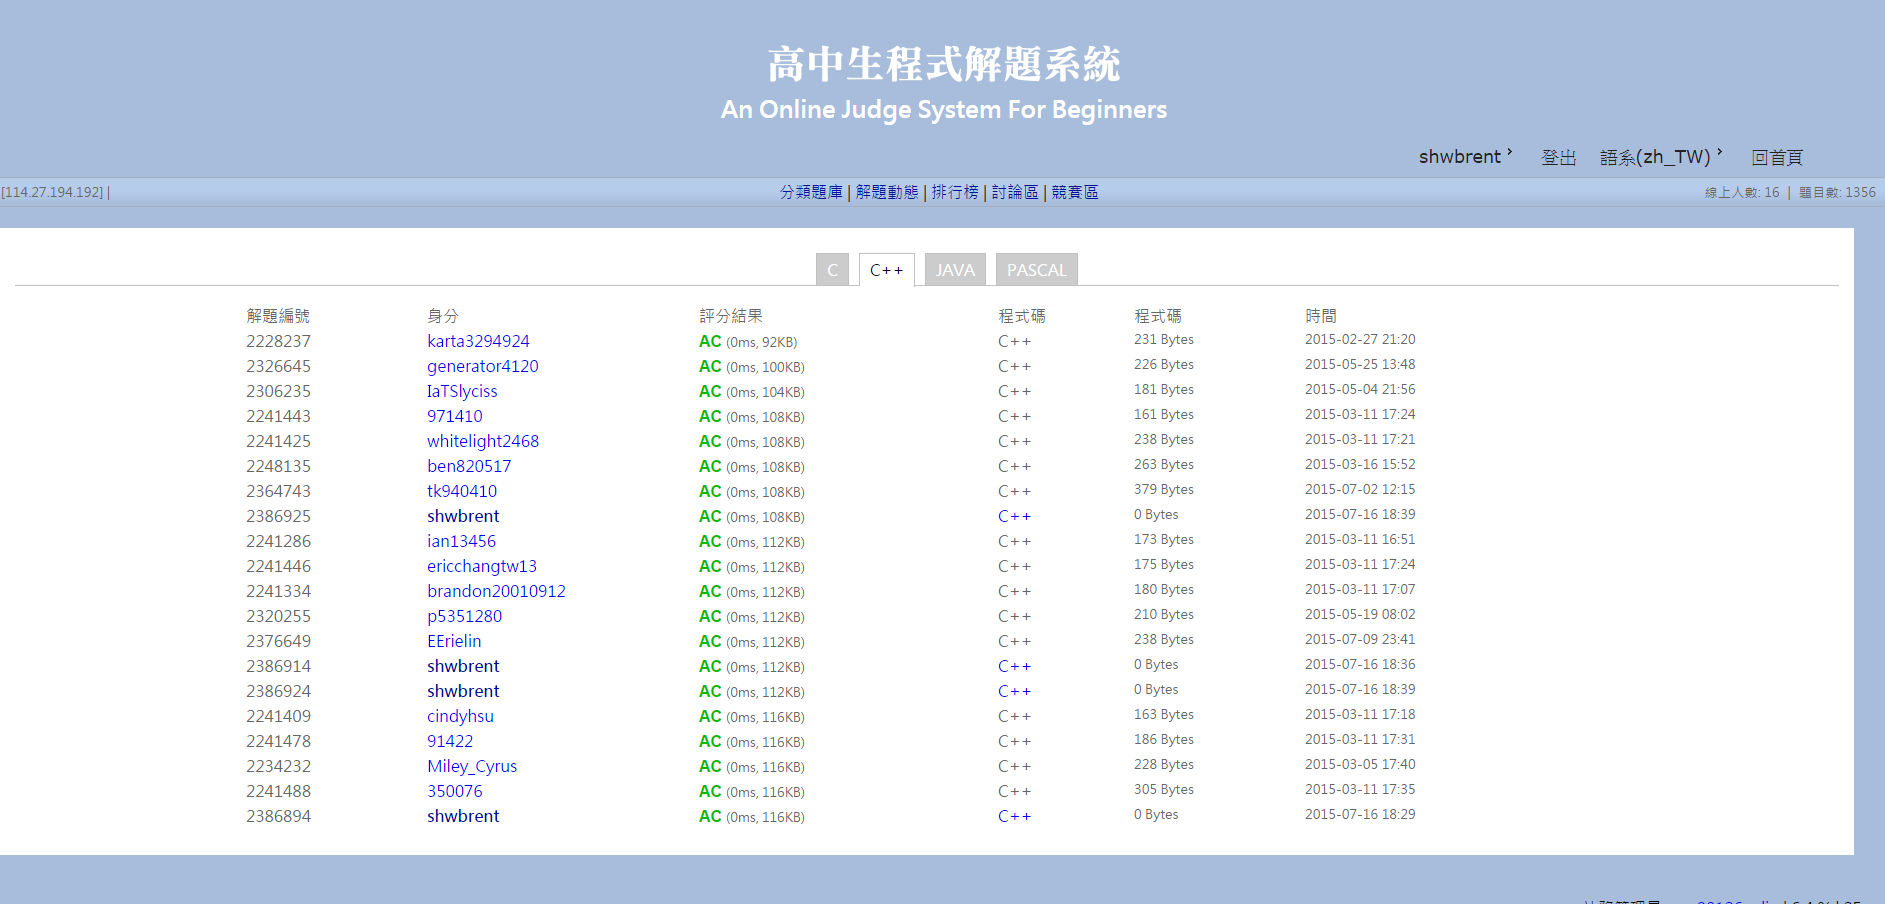 高中生程式解題系統
An Online Judge System For Beginners
shwbrent 登出 語系(zh_TW) 回首頁
[114.27.194.192] | 分類題庫 | 解題動態 | 排行榜 | 討論區 | 競賽區 線上人數: 16 | 題目數: 1356
C C++ JAVA PASCAL
解題編號 身分 評分結果 程式碼 程式碼 時間
2228237 karta3294924 AC (0ms, 92KB) C++ 231 Bytes 2015-02-27 21:20
2326645 generator4120 AC (0ms, 100KB) C++ 226 Bytes 2015-05-25 13:48
2306235 IaTSlyciss AC (0ms, 104KB) C++ 181 Bytes 2015-05-04 21:56
2241443 971410 AC (0ms, 108KB) C++ 161 Bytes 2015-03-11 17:24
2241425 whitelight2468 AC (0ms, 108KB) C++ 238 Bytes 2015-03-11 17:21
2248135 ben820517 AC (0ms, 108KB) C++ 263 Bytes 2015-03-16 15:52
2364743 tk940410 AC (0ms, 108KB) C++ 379 Bytes 2015-07-02 12:15
2386925 shwbrent AC (0ms, 108KB) C++ 0 Bytes 2015-07-16 18:39
2241286 ian13456 AC (0ms, 112KB) C++ 173 Bytes 2015-03-11 16:51
2241446 ericchangtw13 AC (0ms, 112KB) C++ 175 Bytes 2015-03-11 17:24
2241334 brandon20010912 AC (0ms, 112KB) C++ 180 Bytes 2015-03-11 17:07
2320255 p5351280 AC (0ms, 112KB) C++ 210 Bytes 2015-05-19 08:02
2376649 EErielin AC (0ms, 112KB) C++ 238 Bytes 2015-07-09 23:41
2386914 shwbrent AC (0ms, 112KB) C++ 0 Bytes 2015-07-16 18:36
2386924 shwbrent AC (0ms, 112KB) C++ 0 Bytes 2015-07-16 18:39
2241409 cindyhsu AC (0ms, 116KB) C++ 163 Bytes 2015-03-11 17:18
2241478 91422 AC (0ms, 116KB) C++ 186 Bytes 2015-03-11 17:31
2234232 Miley_Cyrus AC (0ms, 116KB) C++ 228 Bytes 2015-03-05 17:40
2241488 350076 AC (0ms, 116KB) C++ 305 Bytes 2015-03-11 17:35
2386894 shwbrent AC (0ms, 116KB) C++ 0 Bytes 2015-07-16 18:29